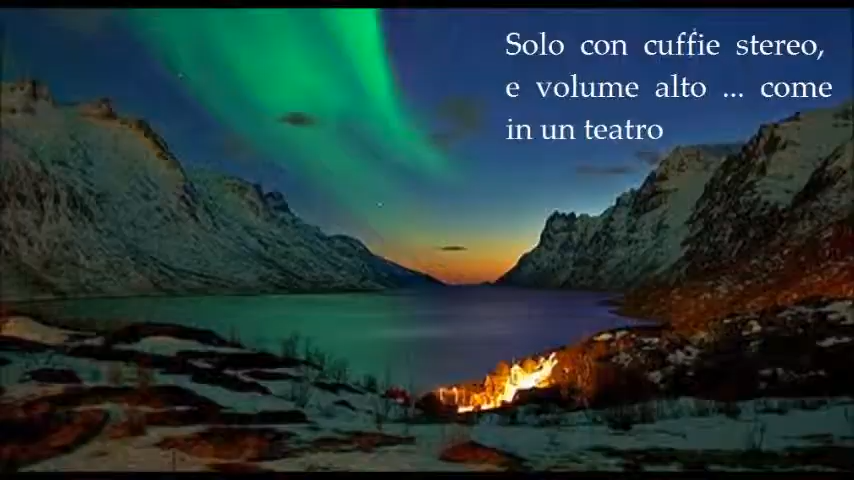 Solo con cuffie stereo,
e volume alto ... come
in un teatro